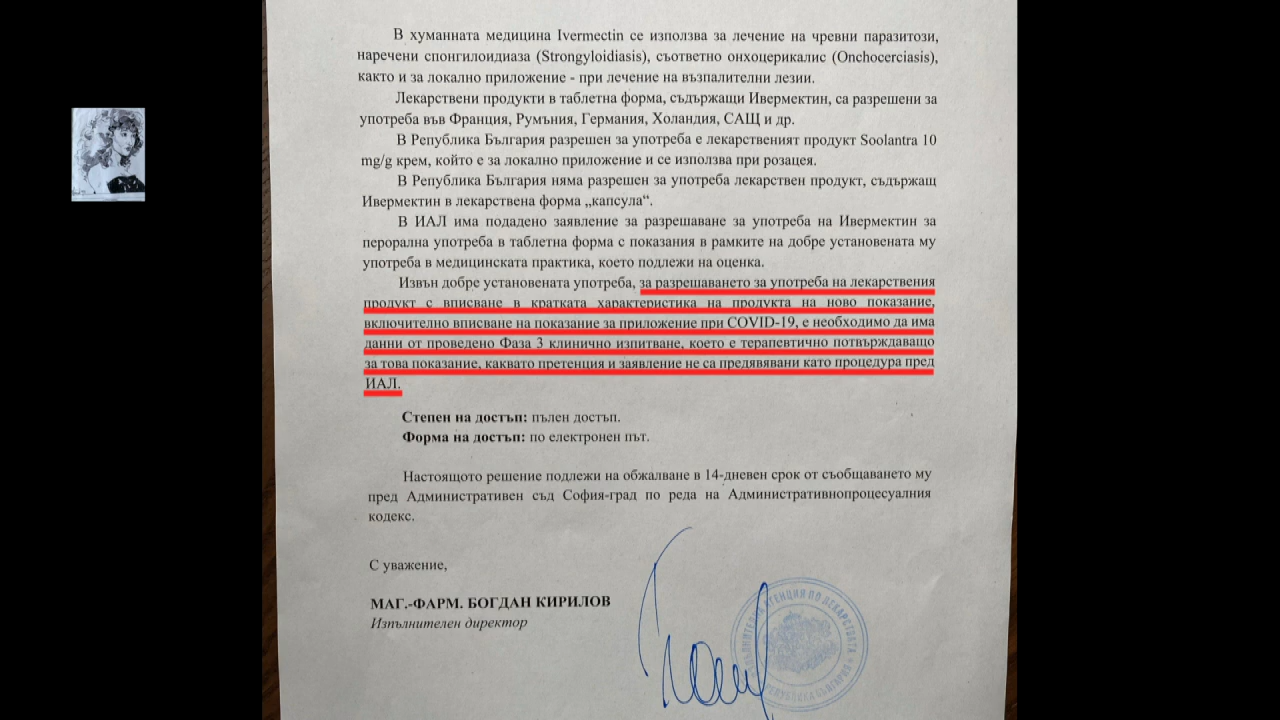 В хуманната медицина Ivermectin се използва за лечение на чревни паразитози,
наречени спонгилоидиаза (Strongyloidiasis), съответно онхоцерикалис (Onchocerciasis),
както и за локално приложение - при лечение на възпалителни лезии.
Лекарствени продукти в таблетна форма, съдържащи Ивермектин, са разрешени за
употреба във Франция, Румъния, Германия, Холандия, САЩ и др.
В Република България разрешен за употреба е лекарственият продукт Soolantra 10
mg/g крем, който е за локално приложение и се използва при розацея.
В Република България няма разрешен за употреба лекарствен продукт, съдържащ
Ивермектин в лекарствена форма „капсула“.
В ИАЛ има подадено заявление за разрешаване за употреба на Ивермектин за
перорална употреба в таблетна форма с показания в рамките на добре установената му
употреба в медицинската практика, което подлежи на оценка.
Извън добре установената употреба, за разрешаването за употреба на лекарствения
продукт с вписване в кратката характеристика на продукта на ново показание,
включително вписване на показание за приложение при COVID-19, е необходимо да има
данни от проведено Фаза 3 клинично изпитване, което е терапевтично потвърждаващо
за това показание, каквато претенция и заявление не са предявявани като процедура пред
ИАЛ.
Степен на достъп: пълен достъп.
Форма на достъп: по електронен път.
Настоящото решение подлежи на обжалване в 14-дневен срок от съобщаването му
пред Административен съд София-град по реда на Административнопроцесуалния
кодекс.
С уважение,
МАГ.-ФАРМ. БОГДАН КИРИЛОВ
Изпълнителен директор
ИЗПЪЛНИТЕЛНА АГЕНЦИЯ ПО ЛЕКАРСТВАТА
РЕПУБЛИКА БЪЛГАРИЯ